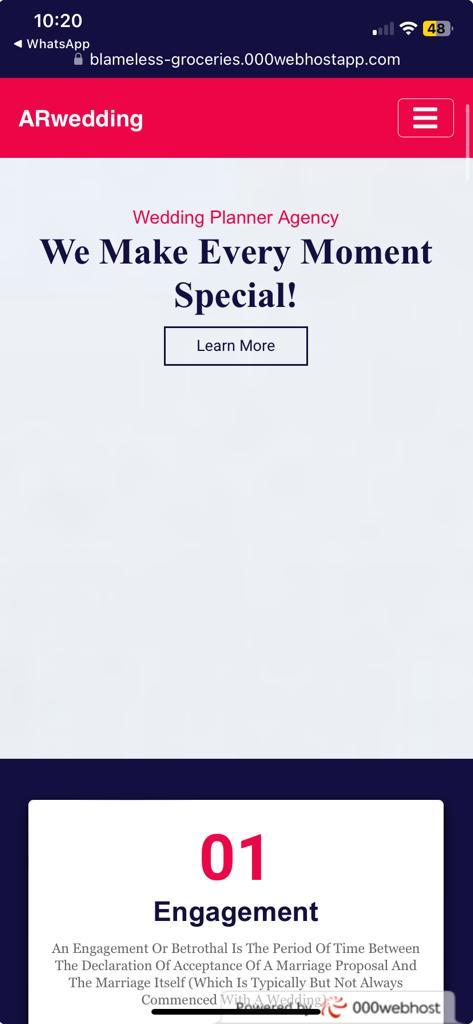 10:20
48
◀ WhatsApp
blameless-groceries.000webhostapp.com
ARwedding
Wedding Planner Agency
We Make Every Moment
Special!
Learn More
01
Engagement
An Engagement Or Betrothal Is The Period Of Time Between
The Declaration Of Acceptance Of A Marriage Proposal And
The Marriage Itself (Which Is Typically But Not Always
Commenced With A Wedding).
Powered by 000webhost